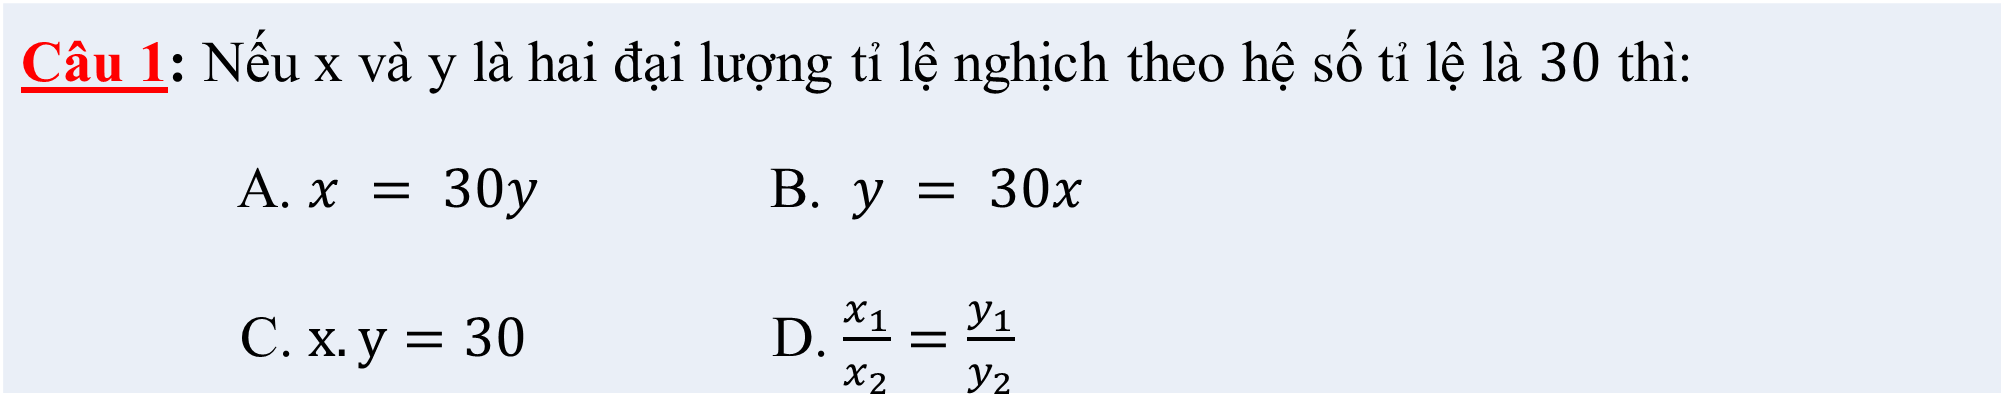 Câu 1: Nếu x và y là hai đại lượng tỉ lệ nghịch theo hệ số tỉ lệ là 30 thì:
A. x = 30y B. y = 30x
C. x. y = 30 D. x₁/x₂ = y₁/y₂